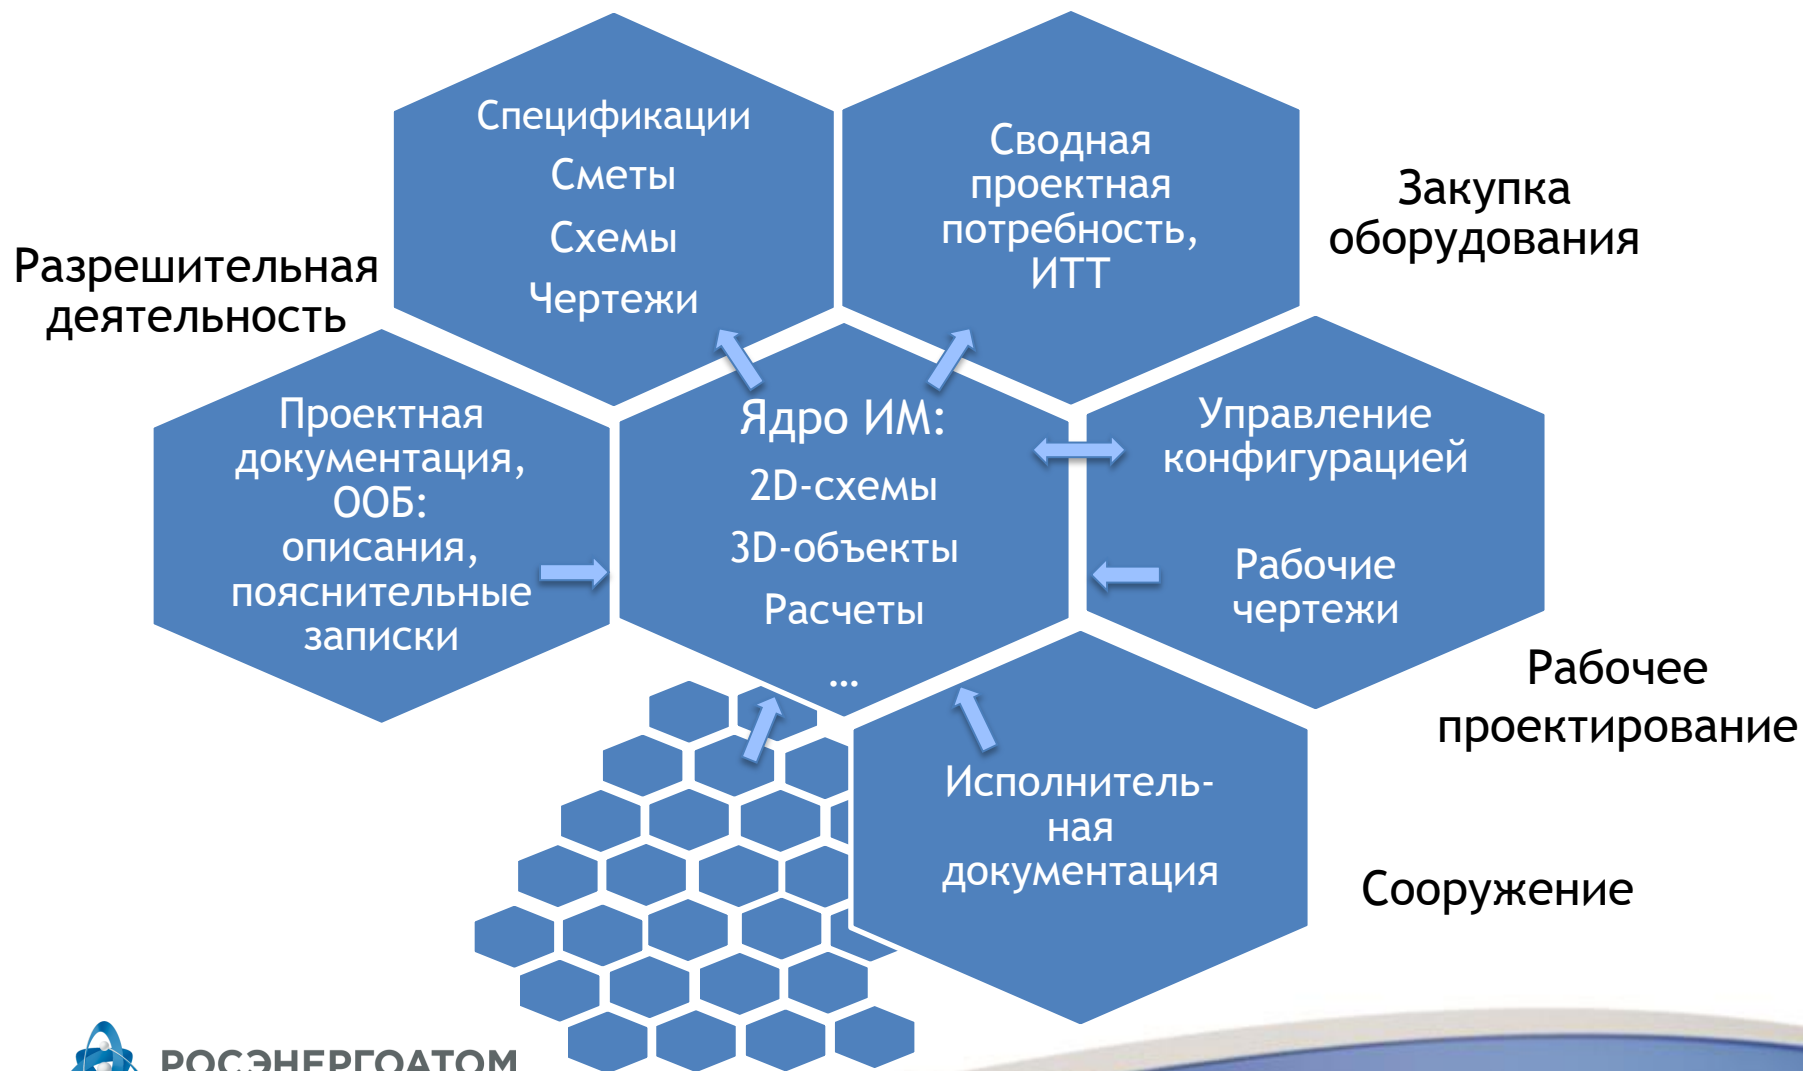 Спецификации
Сметы
Схемы
Чертежи
Сводная
проектная
потребность,
ИТТ
Закупка
оборудования
Разрешительная
деятельность
Проектная
документация,
ООБ:
описания,
пояснительные
записки
Ядро ИМ:
2D-схемы
3D-объекты
Расчеты
...
Управление
конфигурацией
Рабочие
чертежи
Рабочее
проектирование
Исполнитель-
ная
документация
Сооружение
РОСЭНЕРГОАТОМ